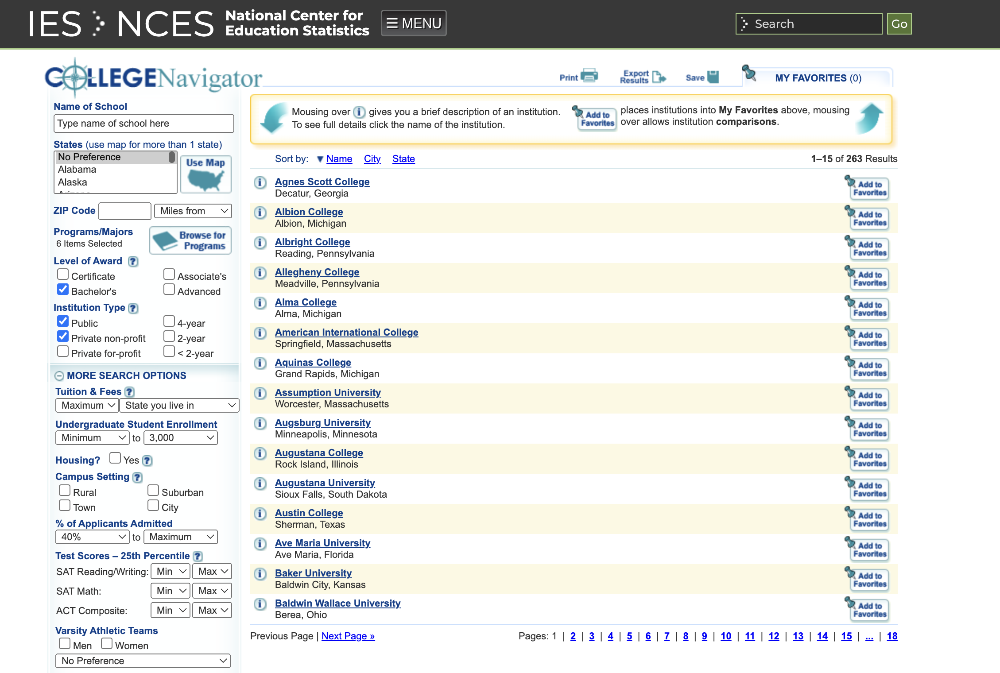 IES NCES National Center for Education Statistics
☰ MENU
Search
Go
COLLEGENavigator
Print
Export Results
Save
MY FAVORITES (0)
Name of School
Type name of school here
States (use map for more than 1 state)
No Preference
Alabama
Alaska
Arizona
Use Map
ZIP Code
Miles from
Programs/Majors
6 Items Selected
Browse for Programs
Level of Award ?
Certificate
Associate's
Bachelor's
Advanced
Institution Type ?
Public
4-year
Private non-profit
2-year
Private for-profit
< 2-year
MORE SEARCH OPTIONS
Tuition & Fees ?
Maximum
State you live in
Undergraduate Student Enrollment
Minimum to 3,000
Housing? Yes ?
Campus Setting ?
Rural
Suburban
Town
City
% of Applicants Admitted
40% to Maximum
Test Scores – 25th Percentile ?
SAT Reading/Writing: Min Max
SAT Math: Min Max
ACT Composite: Min Max
Varsity Athletic Teams
Men Women
No Preference
Mousing over i gives you a brief description of an institution.
To see full details click the name of the institution.
Add to Favorites
places institutions into My Favorites above, mousing
over allows institution comparisons.
Sort by: ▼ Name City State
1–15 of 263 Results
i Agnes Scott College
Decatur, Georgia
Add to Favorites
i Albion College
Albion, Michigan
Add to Favorites
i Albright College
Reading, Pennsylvania
Add to Favorites
i Allegheny College
Meadville, Pennsylvania
Add to Favorites
i Alma College
Alma, Michigan
Add to Favorites
i American International College
Springfield, Massachusetts
Add to Favorites
i Aquinas College
Grand Rapids, Michigan
Add to Favorites
i Assumption University
Worcester, Massachusetts
Add to Favorites
i Augsburg University
Minneapolis, Minnesota
Add to Favorites
i Augustana College
Rock Island, Illinois
Add to Favorites
i Augustana University
Sioux Falls, South Dakota
Add to Favorites
i Austin College
Sherman, Texas
Add to Favorites
i Ave Maria University
Ave Maria, Florida
Add to Favorites
i Baker University
Baldwin City, Kansas
Add to Favorites
i Baldwin Wallace University
Berea, Ohio
Add to Favorites
Previous Page | Next Page »
Pages: 1 | 2 | 3 | 4 | 5 | 6 | 7 | 8 | 9 | 10 | 11 | 12 | 13 | 14 | 15 | ... | 18